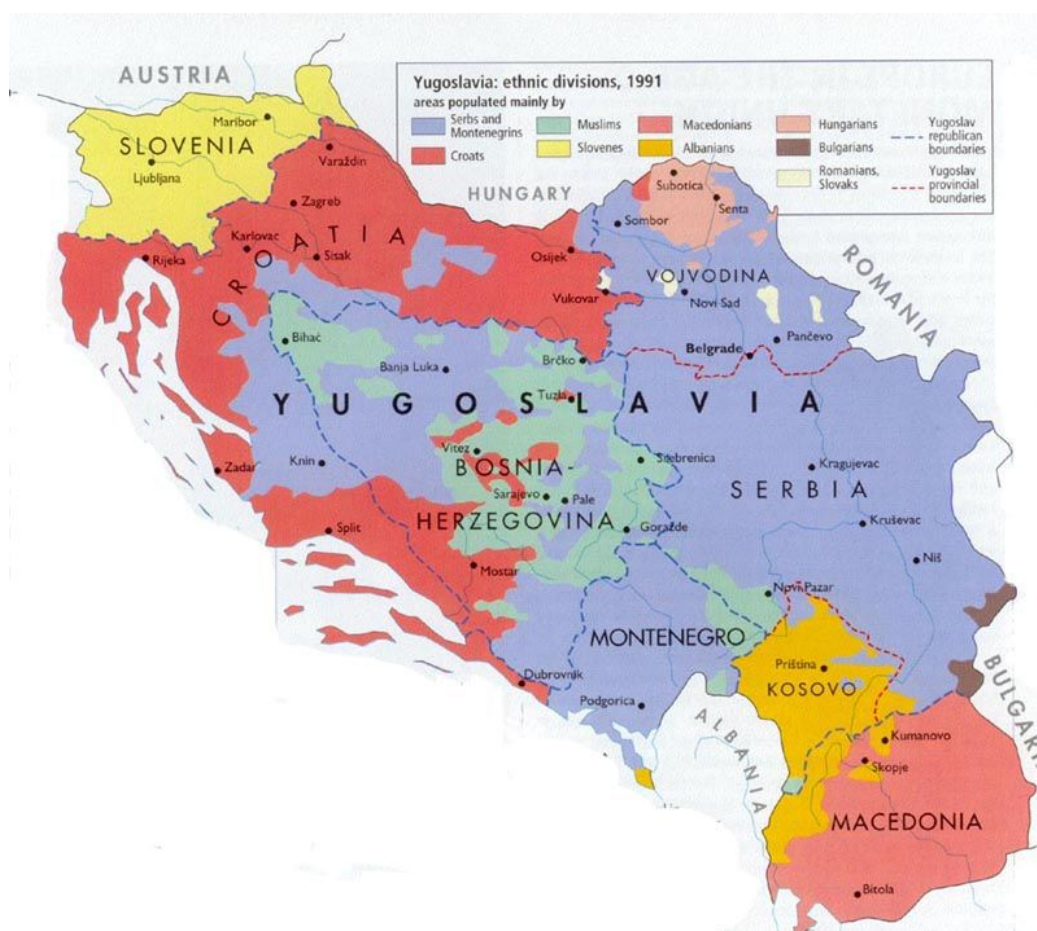 AUSTRIA
Yugoslavia: ethnic divisions, 1991
areas populated mainly by
Serbs and
Montenegrins
Croats
Muslims
Slovenes
Macedonians
Albanians
Hungarians
Romanians,
Slovaks
Bulgarians
Yugoslav
republican
boundaries
Yugoslav
provincial
boundaries
Maribor
SLOVENIA
Ljubljana
Varaždin
HUNGARY
Zagreb
Subotica
Senta
Sombor
CROATIA
Karlovac
Sisak
Rijeka
Osijek
VOJVODINA
ROMANIA
Vukovar
Novi Sad
Bihać
Pančevo
Belgrade
Banja Luka
Brčko
Tuzla
YUGOSLAVIA
Vitez
Knin
Zadar
BOSNIA-
Srebrenica
Kragujevac
SERBIA
Sarajevo
Pale
HERZEGOVINA
Split
Goražde
Kruševac
Niš
Mostar
Novi Pazar
MONTENEGRO
Priština
KOSOVO
Dubrovnik
Podgorica
ALBANIA
BULGARI
Kumanovo
Skopje
MACEDONIA
Bitola